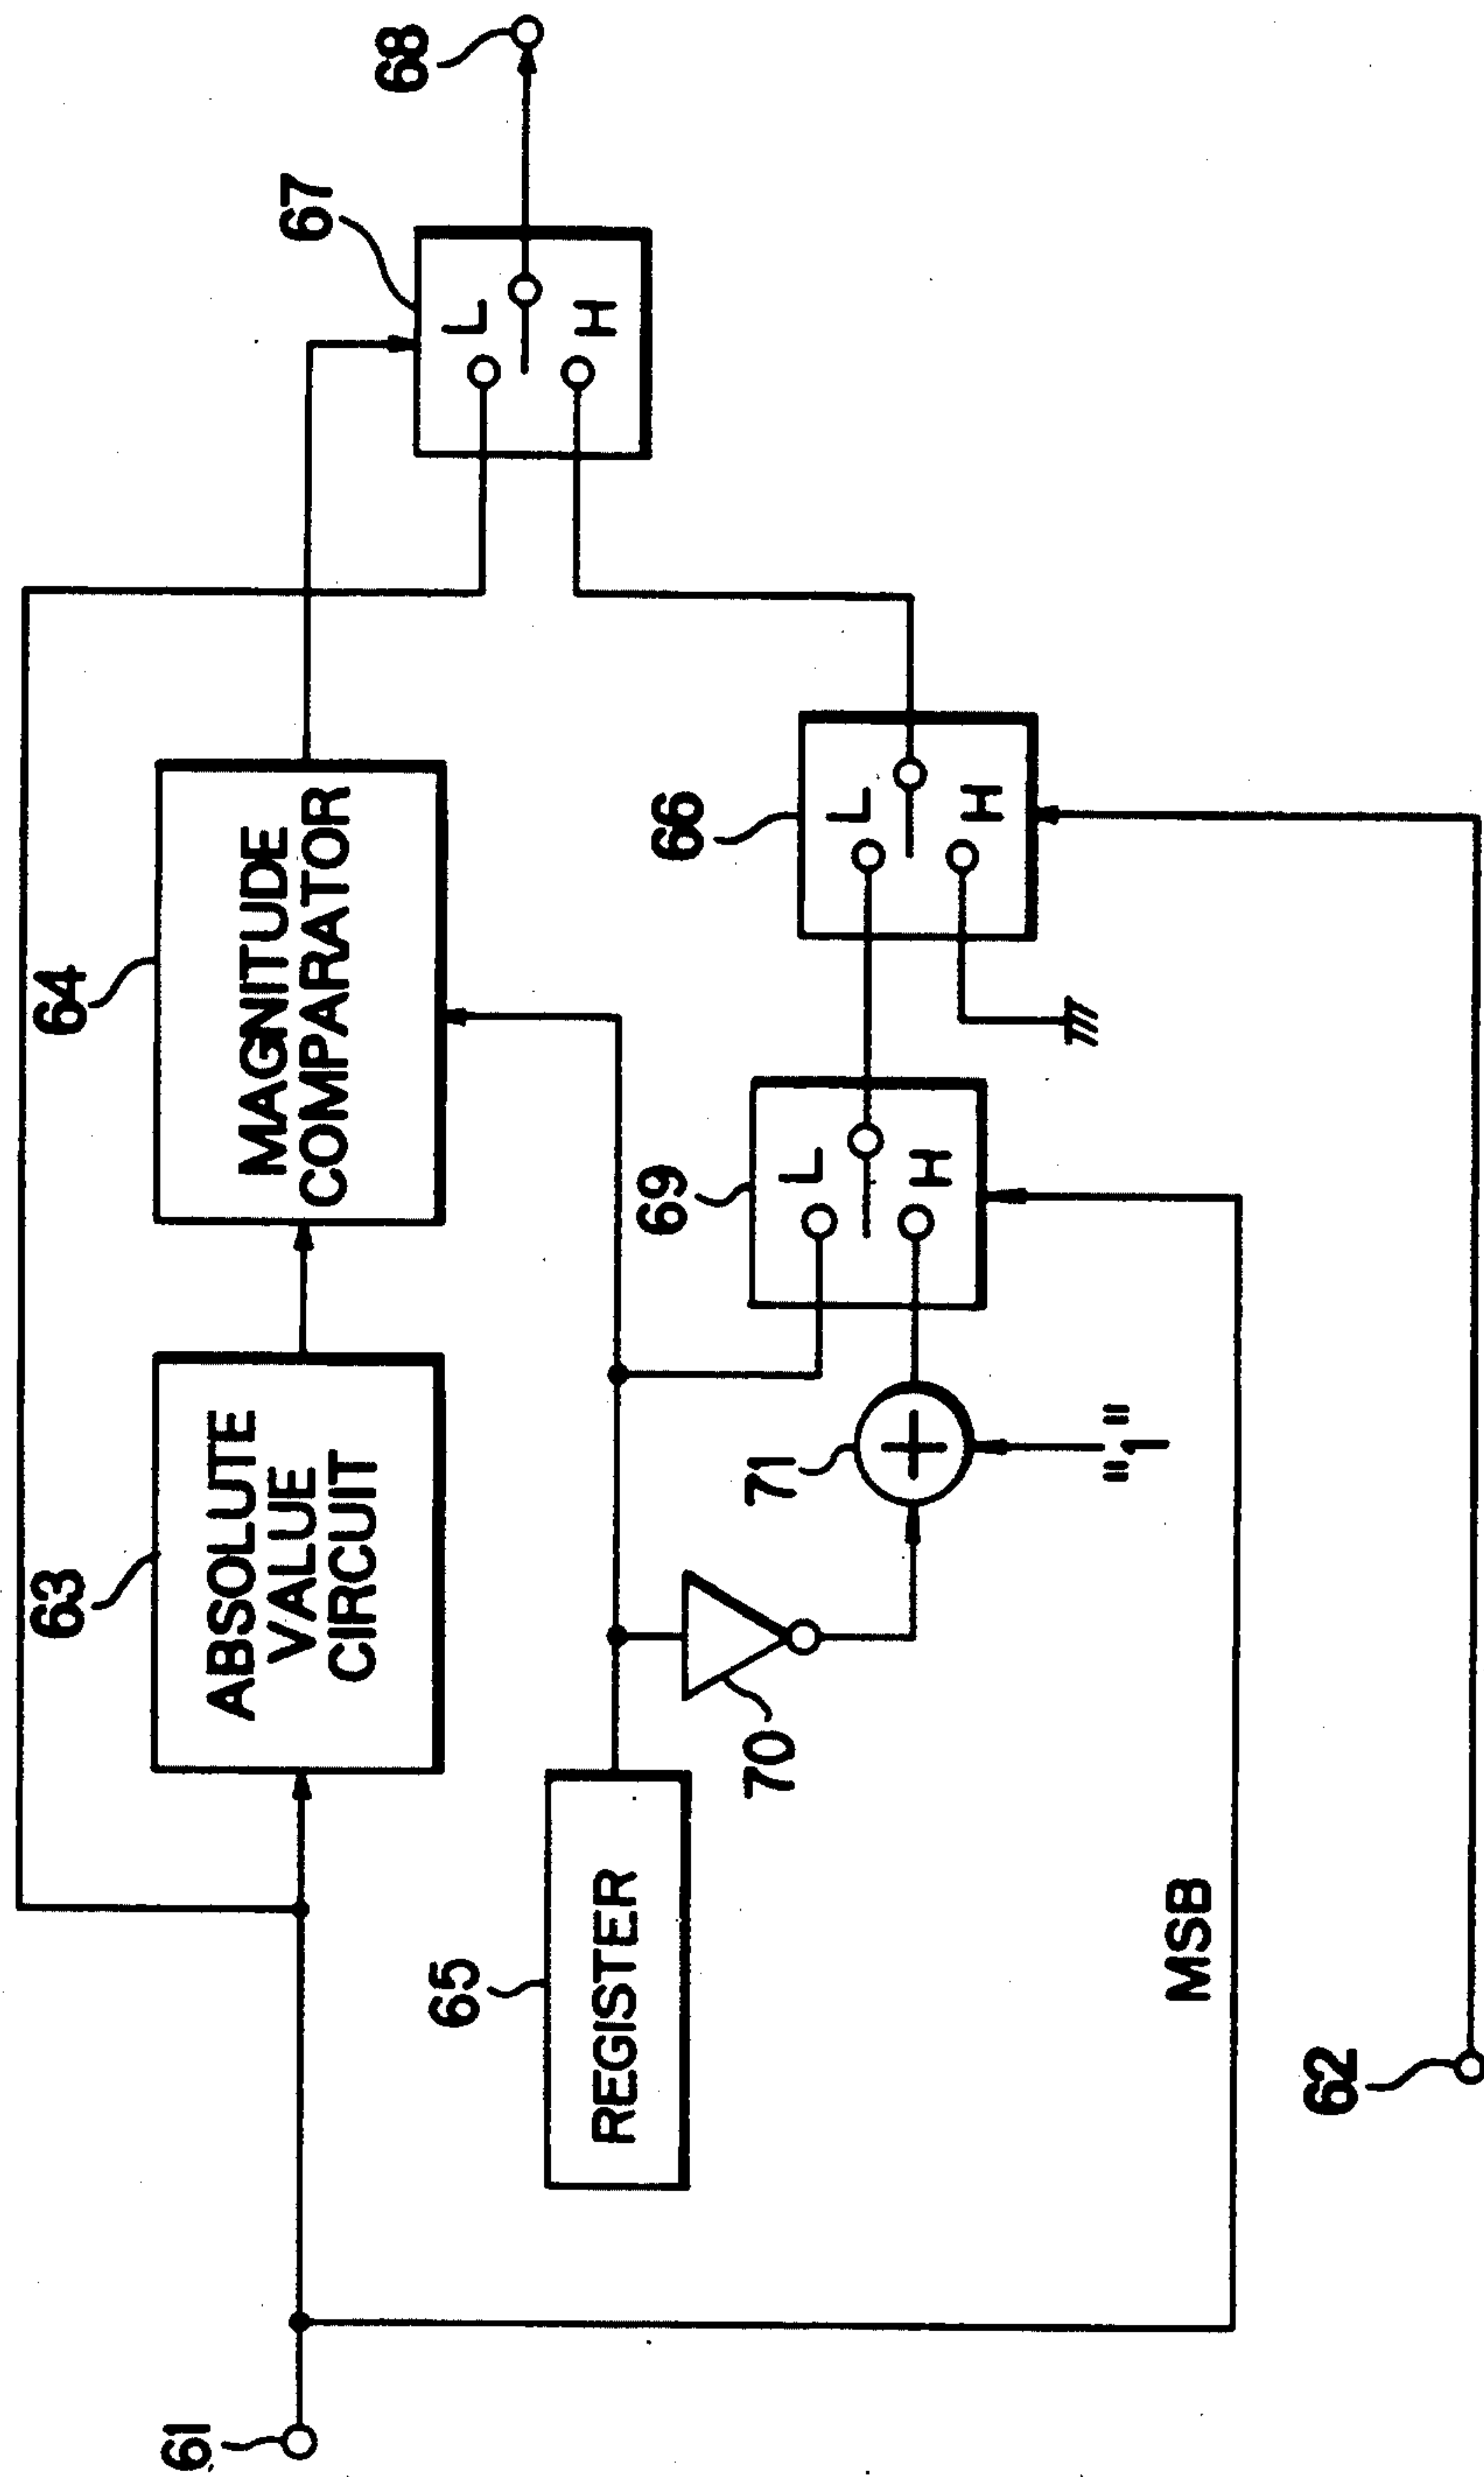 61
63
ABSOLUTE
VALUE
CIRCUIT
64
MAGNITUDE
COMPARATOR
67
L
H
68
65
REGISTER
70
71
"1"
69
L
H
66
L
H
MSB
62